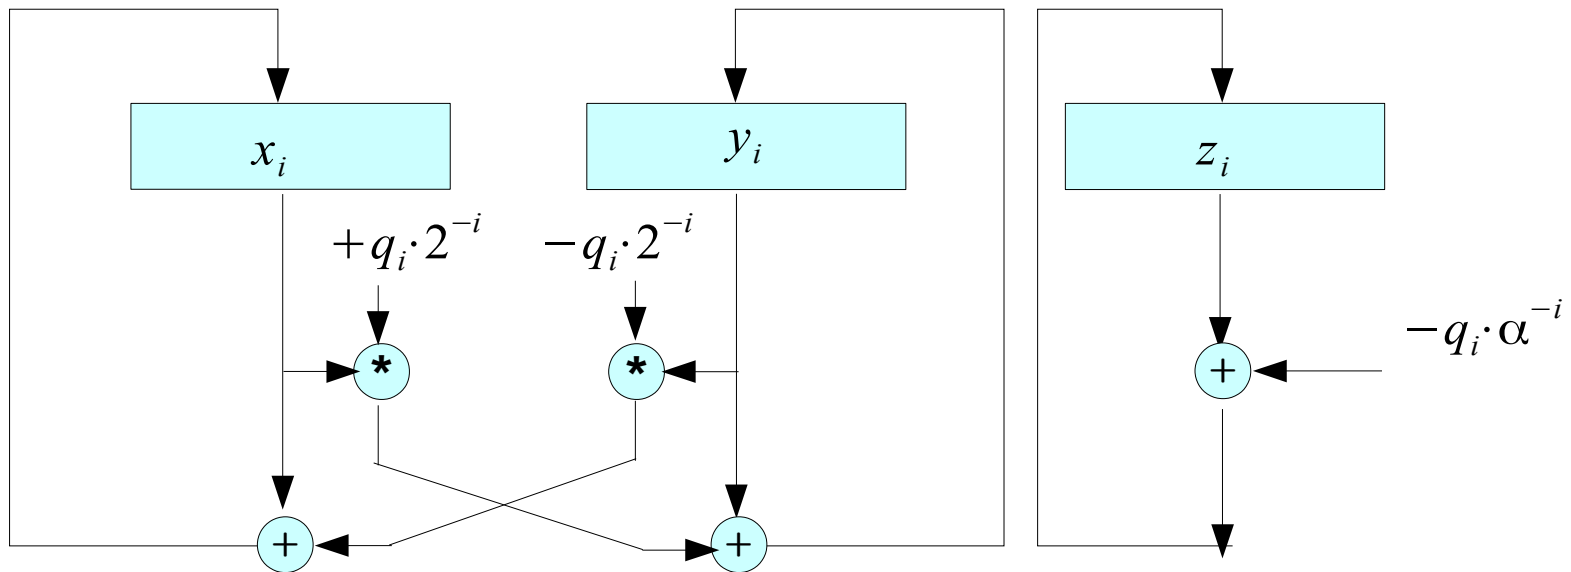 x_i
y_i
z_i
+q_i·2^{-i}
-q_i·2^{-i}
-q_i·α^{-i}
*
*
+
+
+